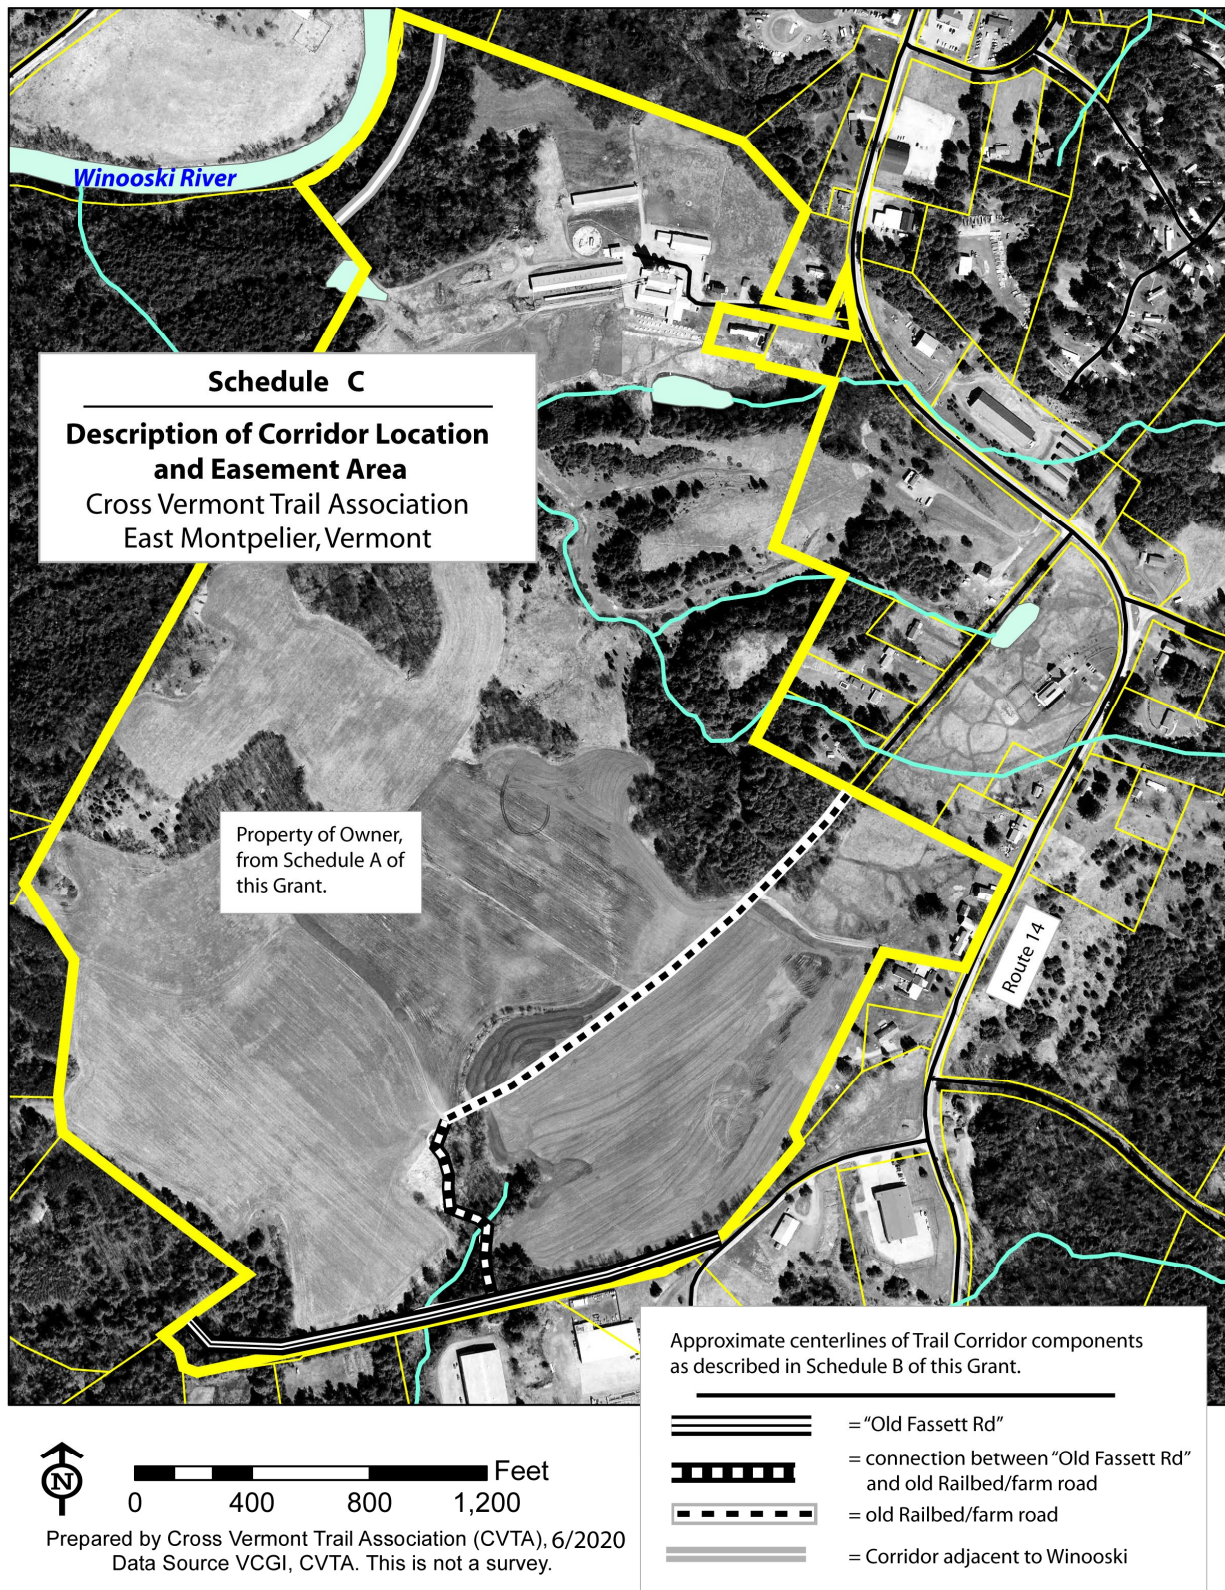 Winooski River
Schedule C
Description of Corridor Location
and Easement Area
Cross Vermont Trail Association
East Montpelier, Vermont
Property of Owner,
from Schedule A of
this Grant.
Route 14
Approximate centerlines of Trail Corridor components
as described in Schedule B of this Grant.
= "Old Fassett Rd"
= connection between "Old Fassett Rd"
and old Railbed/farm road
= old Railbed/farm road
= Corridor adjacent to Winooski
N
Feet
0 400 800 1,200
Prepared by Cross Vermont Trail Association (CVTA), 6/2020
Data Source VCGI, CVTA. This is not a survey.